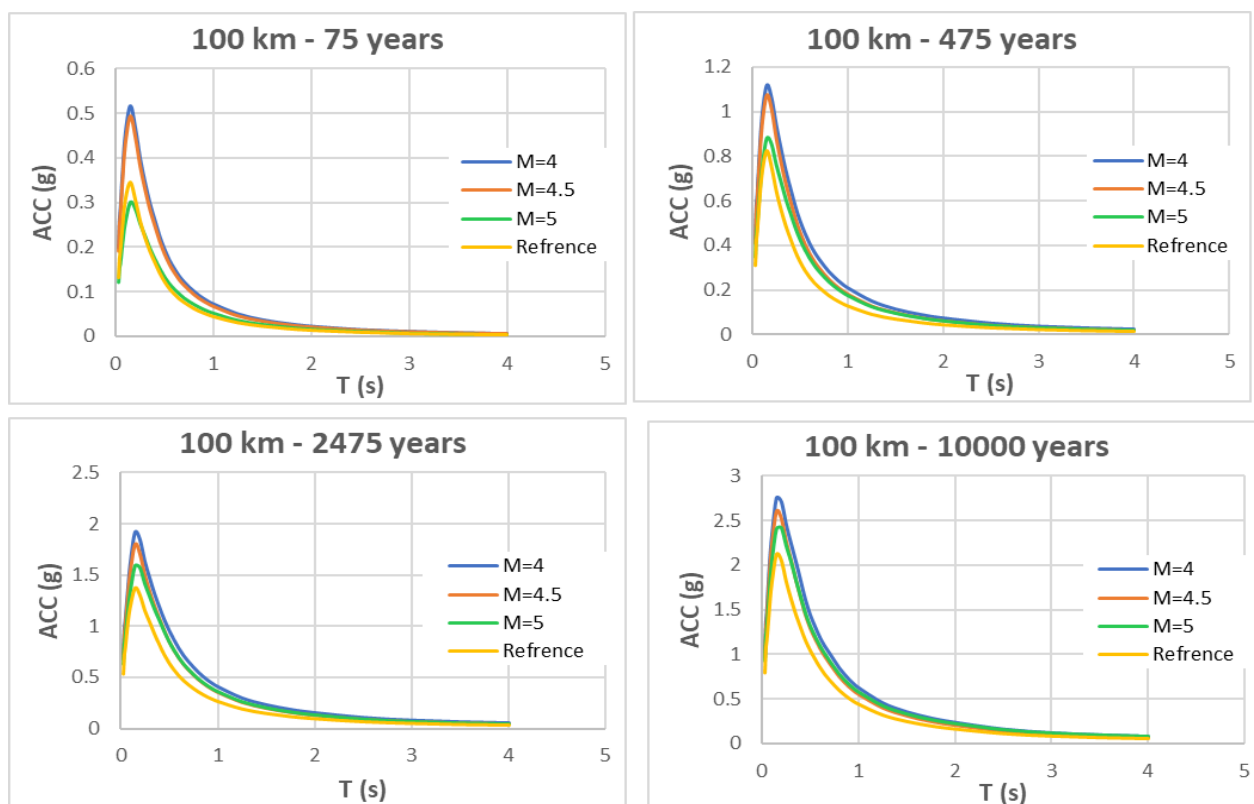 100 km - 75 years
0.6
0.5
0.4
0.3
0.2
0.1
0
ACC (g)
M=4
M=4.5
M=5
Refrence
0 1 2 3 4 5
T (s)
100 km - 475 years
1.2
1
0.8
0.6
0.4
0.2
0
ACC (g)
M=4
M=4.5
M=5
Refrence
0 1 2 3 4 5
T (s)
100 km - 2475 years
2.5
2
1.5
1
0.5
0
ACC (g)
M=4
M=4.5
M=5
Refrence
0 1 2 3 4 5
T (s)
100 km - 10000 years
3
2.5
2
1.5
1
0.5
0
ACC (g)
M=4
M=4.5
M=5
Refrence
0 1 2 3 4 5
T (s)